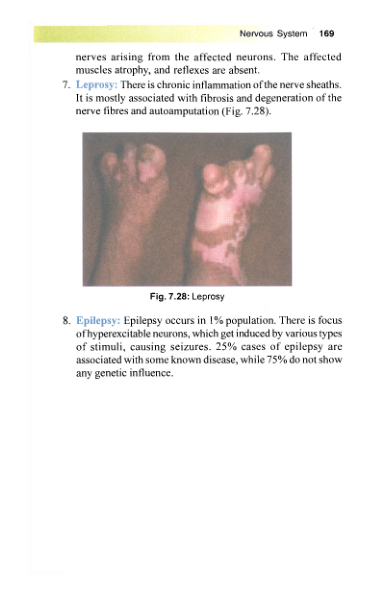 Nervous System 169
nerves arising from the affected neurons. The affected
muscles atrophy, and reflexes are absent.
7. Leprosy: There is chronic inflammation of the nerve sheaths.
It is mostly associated with fibrosis and degeneration of the
nerve fibres and autoamputation (Fig. 7.28).
Fig. 7.28: Leprosy
8. Epilepsy: Epilepsy occurs in 1% population. There is focus
of hyperexcitable neurons, which get induced by various types
of stimuli, causing seizures. 25% cases of epilepsy are
associated with some known disease, while 75% do not show
any genetic influence.